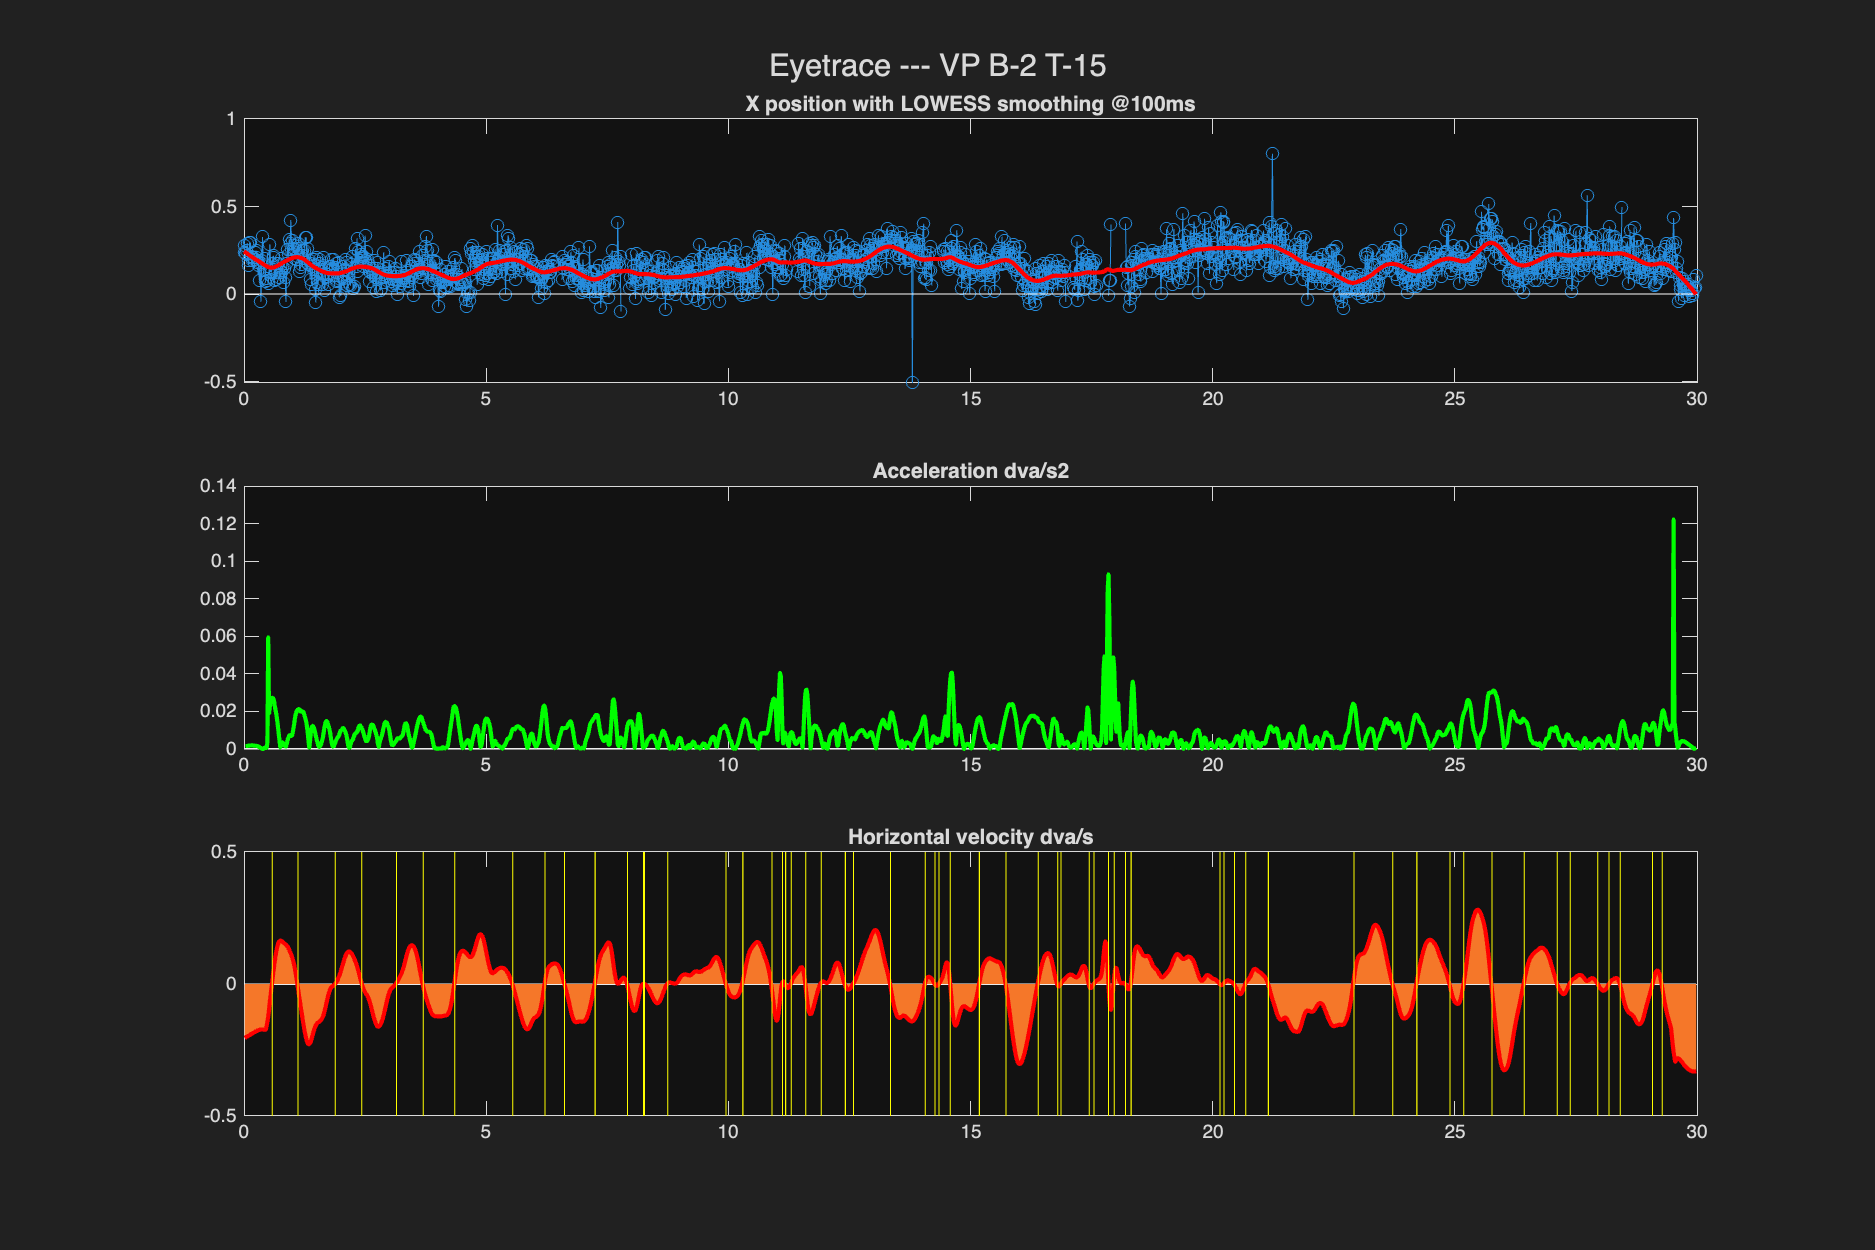 Eyetrace --- VP B-2 T-15
X position with LOWESS smoothing @100ms
1
0.5
0
-0.5
0 5 10 15 20 25 30
Acceleration dva/s2
0.14
0.12
0.1
0.08
0.06
0.04
0.02
0
0 5 10 15 20 25 30
Horizontal velocity dva/s
0.5
0
-0.5
0 5 10 15 20 25 30